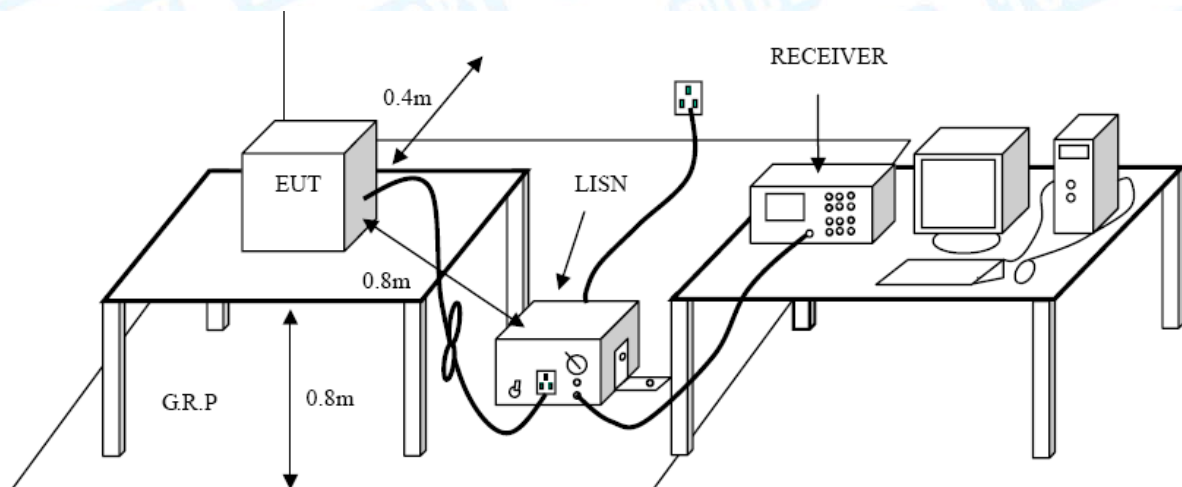 RECEIVER
0.4m
EUT
LISN
0.8m
G.R.P
0.8m